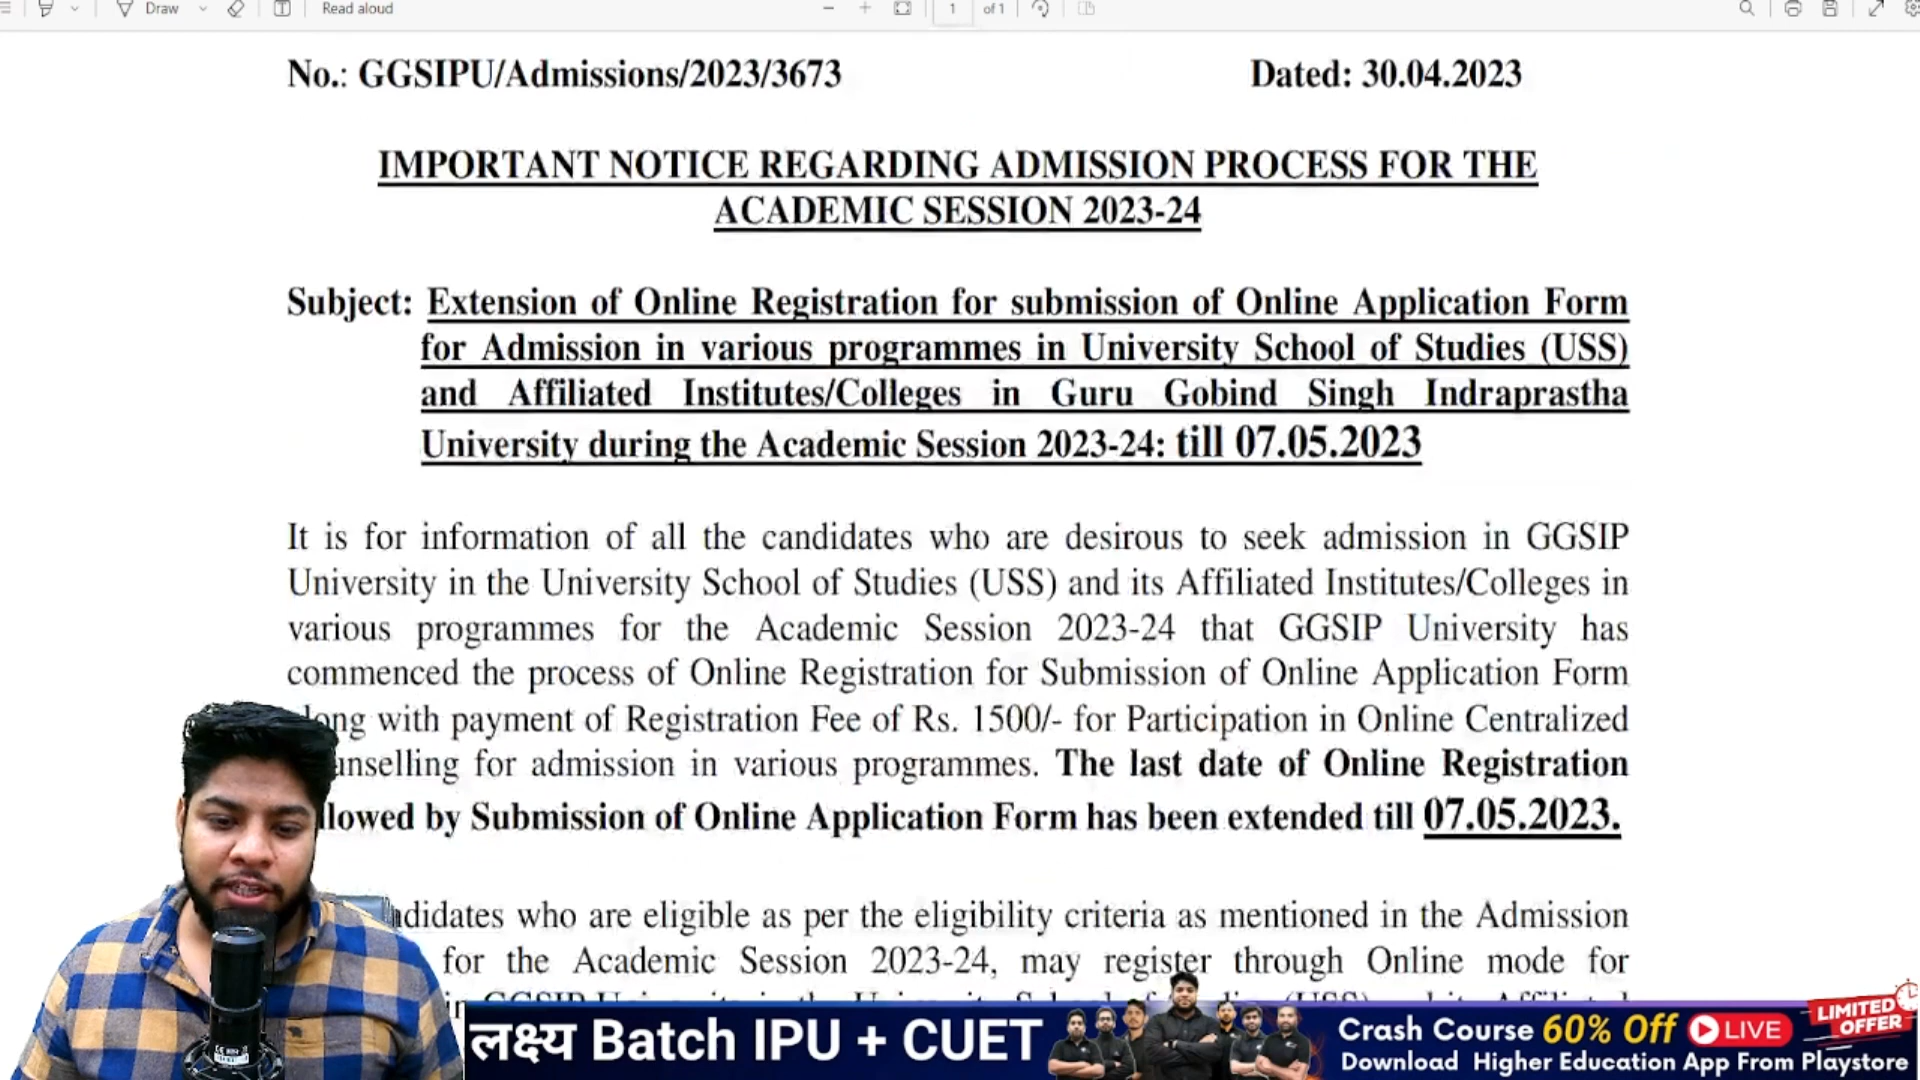 Draw
Read aloud
1
of 1
No.: GGSIPU/Admissions/2023/3673
Dated: 30.04.2023
IMPORTANT NOTICE REGARDING ADMISSION PROCESS FOR THE
ACADEMIC SESSION 2023-24
Subject: Extension of Online Registration for submission of Online Application Form
for Admission in various programmes in University School of Studies (USS)
and Affiliated Institutes/Colleges in Guru Gobind Singh Indraprastha
University during the Academic Session 2023-24: till 07.05.2023
It is for information of all the candidates who are desirous to seek admission in GGSIP
University in the University School of Studies (USS) and its Affiliated Institutes/Colleges in
various programmes for the Academic Session 2023-24 that GGSIP University has
commenced the process of Online Registration for Submission of Online Application Form
ong with payment of Registration Fee of Rs. 1500/- for Participation in Online Centralized
unselling for admission in various programmes. The last date of Online Registration
llowed by Submission of Online Application Form has been extended till 07.05.2023.
didates who are eligible as per the eligibility criteria as mentioned in the Admission
for the Academic Session 2023-24, may register through Online mode for
लक्ष्य Batch IPU + CUET
Crash Course 60% Off LIVE
LIMITED
OFFER
Download Higher Education App From Playstore